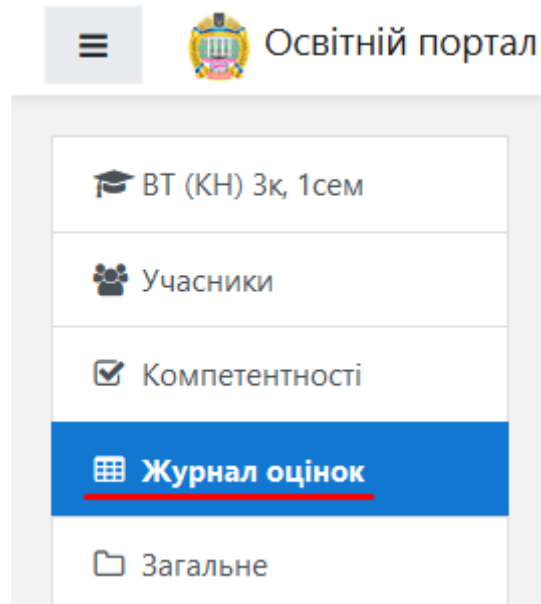 Освітній портал
ВТ (КН) 3к, 1сем
Учасники
Компетентності
Журнал оцінок
Загальне